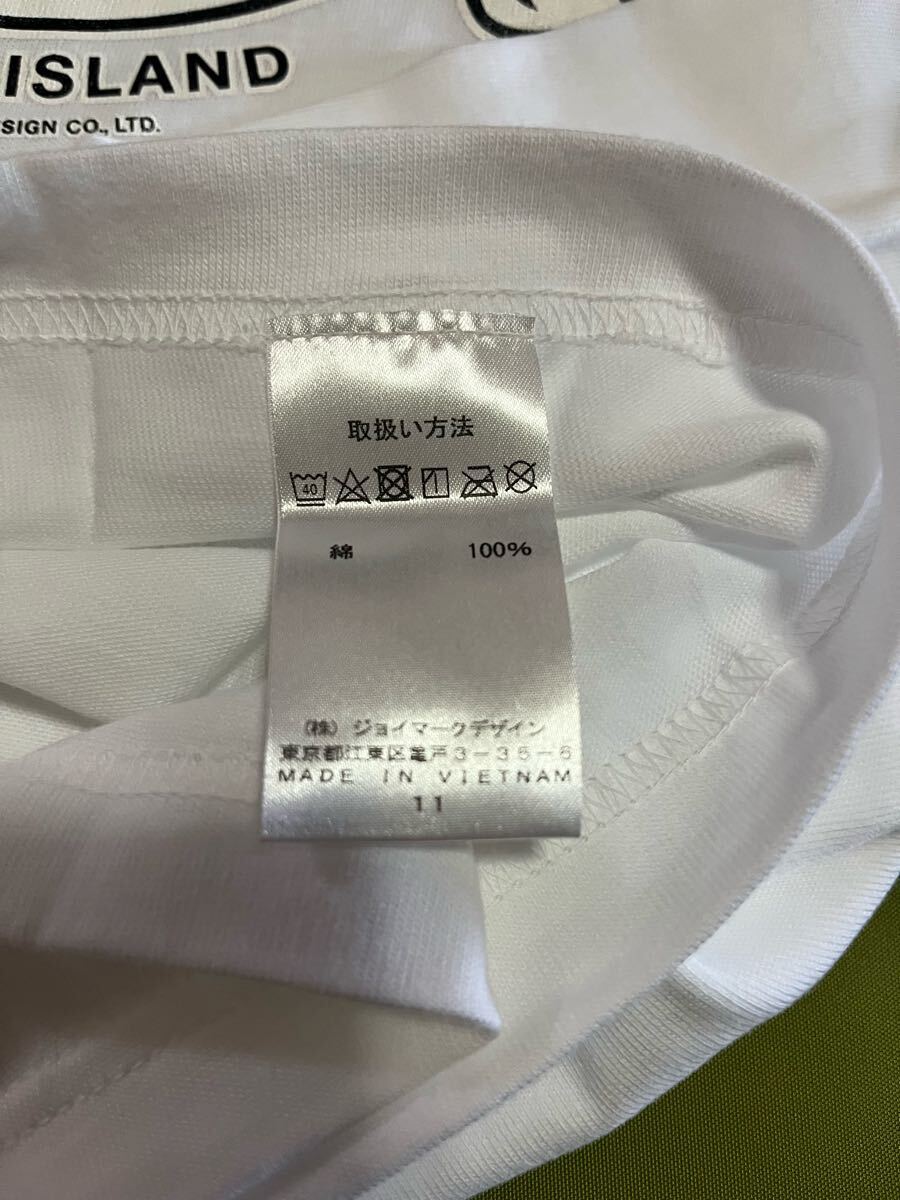 ISLAND
SIGN CO., LTD.
取扱い方法
40
綿 100%
(株) ジョイマークデザイン
東京都江東区亀戸3-35-6
MADE IN VIETNAM
11